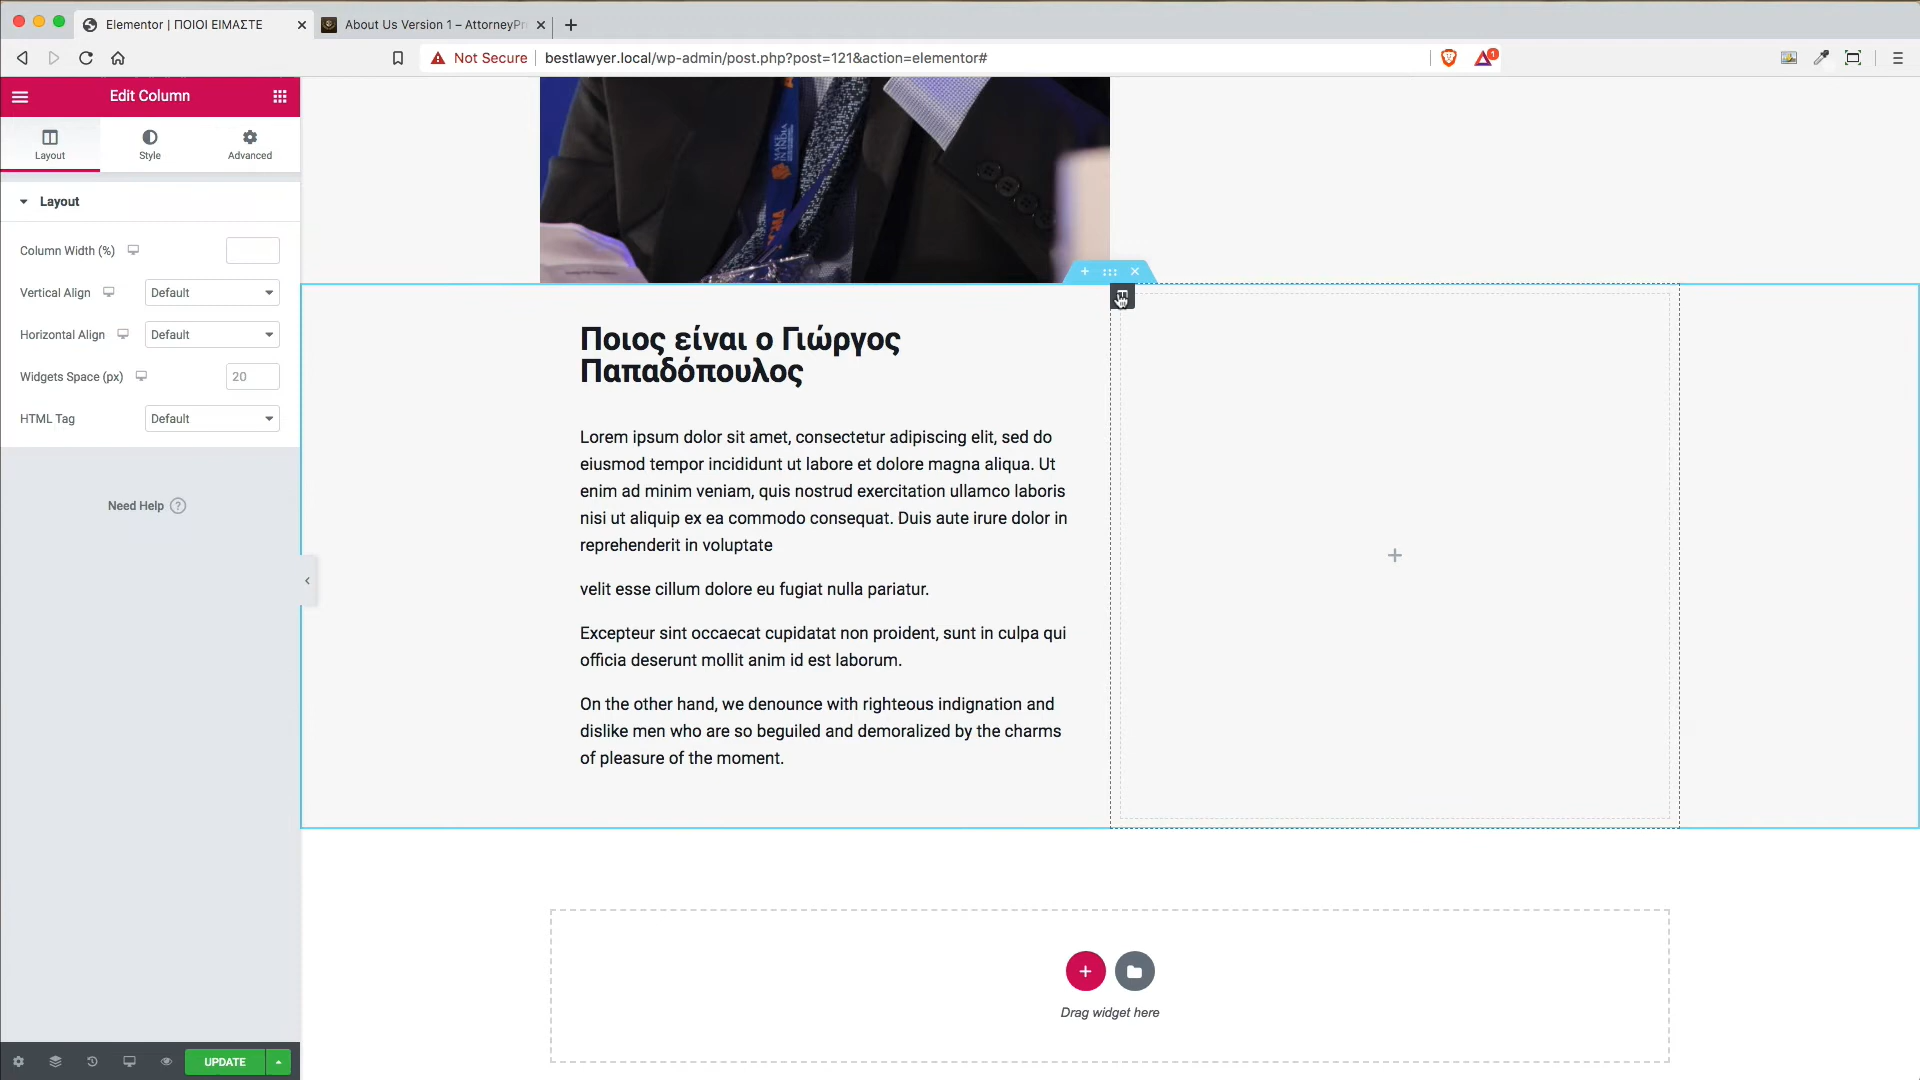 Elementor | ΠΟΙΟΙ ΕΙΜΑΣΤΕ
About Us Version 1 – AttorneyPr
Not Secure
bestlawyer.local/wp-admin/post.php?post=121&action=elementor#
1
Edit Column
Layout
Style
Advanced
Layout
Column Width (%)
Vertical Align
Default
Horizontal Align
Default
Widgets Space (px)
20
HTML Tag
Default
Need Help ?
MAKE
IN INDIA
Ποιος είναι ο Γιώργος
Παπαδόπουλος
Lorem ipsum dolor sit amet, consectetur adipiscing elit, sed do
eiusmod tempor incididunt ut labore et dolore magna aliqua. Ut
enim ad minim veniam, quis nostrud exercitation ullamco laboris
nisi ut aliquip ex ea commodo consequat. Duis aute irure dolor in
reprehenderit in voluptate
velit esse cillum dolore eu fugiat nulla pariatur.
Excepteur sint occaecat cupidatat non proident, sunt in culpa qui
officia deserunt mollit anim id est laborum.
On the other hand, we denounce with righteous indignation and
dislike men who are so beguiled and demoralized by the charms
of pleasure of the moment.
Drag widget here
UPDATE